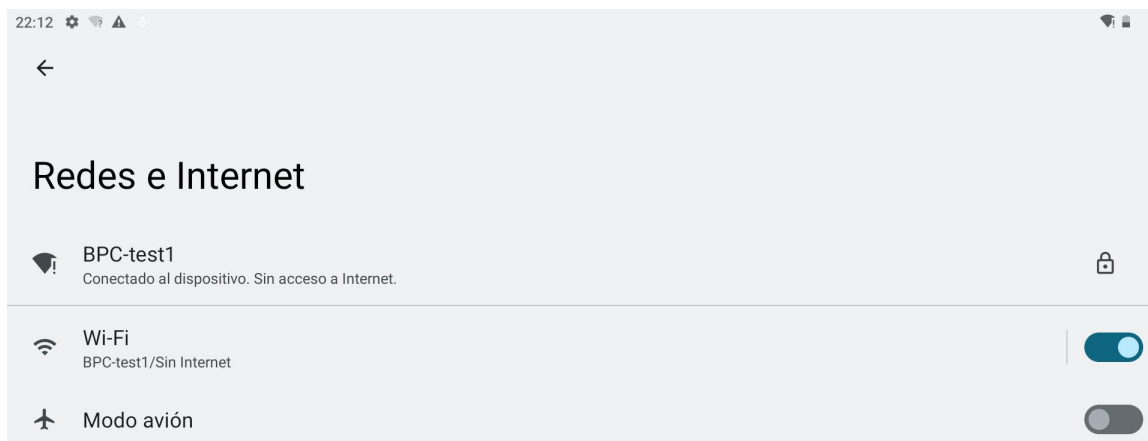 22:12
Redes e Internet
BPC-test1
Conectado al dispositivo. Sin acceso a Internet.
Wi-Fi
BPC-test1/Sin Internet
Modo avión